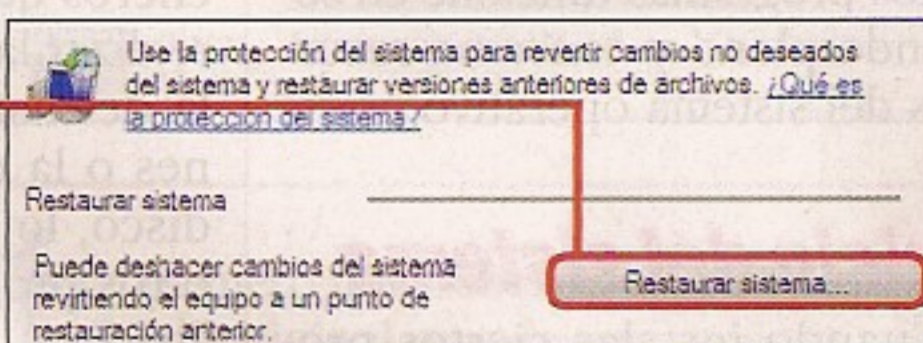 Use la protección del sistema para revertir cambios no deseados
del sistema y restaurar versiones anteriores de archivos. ¿Qué es
la protección del sistema?
Restaurar sistema
Puede deshacer cambios del sistema
revirtiendo el equipo a un punto de
restauración anterior.
Restaurar sistema...